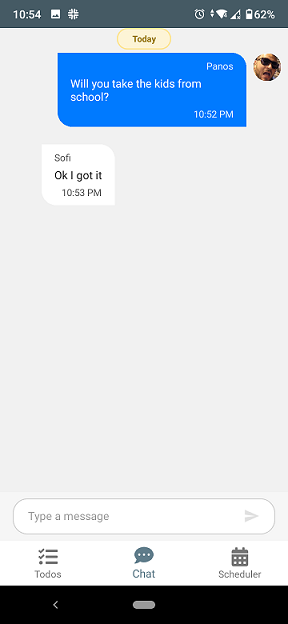 10:54
62%
Today
Panos
Will you take the kids from
school?
10:52 PM
Sofi
Ok I got it
10:53 PM
Type a message
Todos
Chat
Scheduler